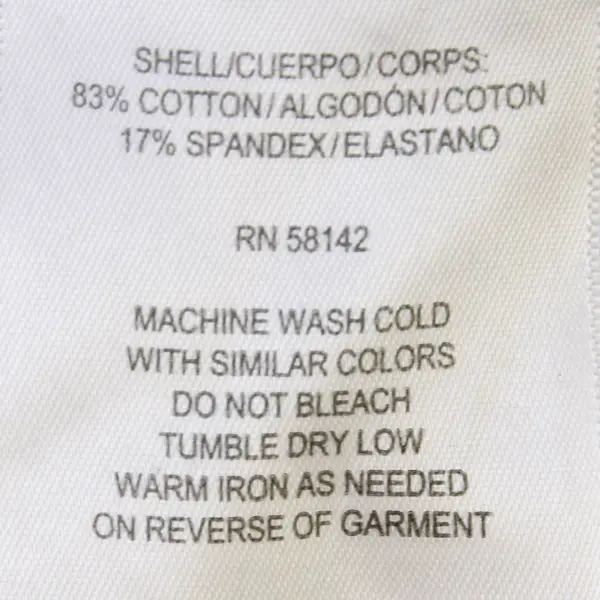 SHELL/CUERPO/CORPS:
83% COTTON/ALGODÓN/COTON
17% SPANDEX/ELASTANO
RN 58142
MACHINE WASH COLD
WITH SIMILAR COLORS
DO NOT BLEACH
TUMBLE DRY LOW
WARM IRON AS NEEDED
ON REVERSE OF GARMENT